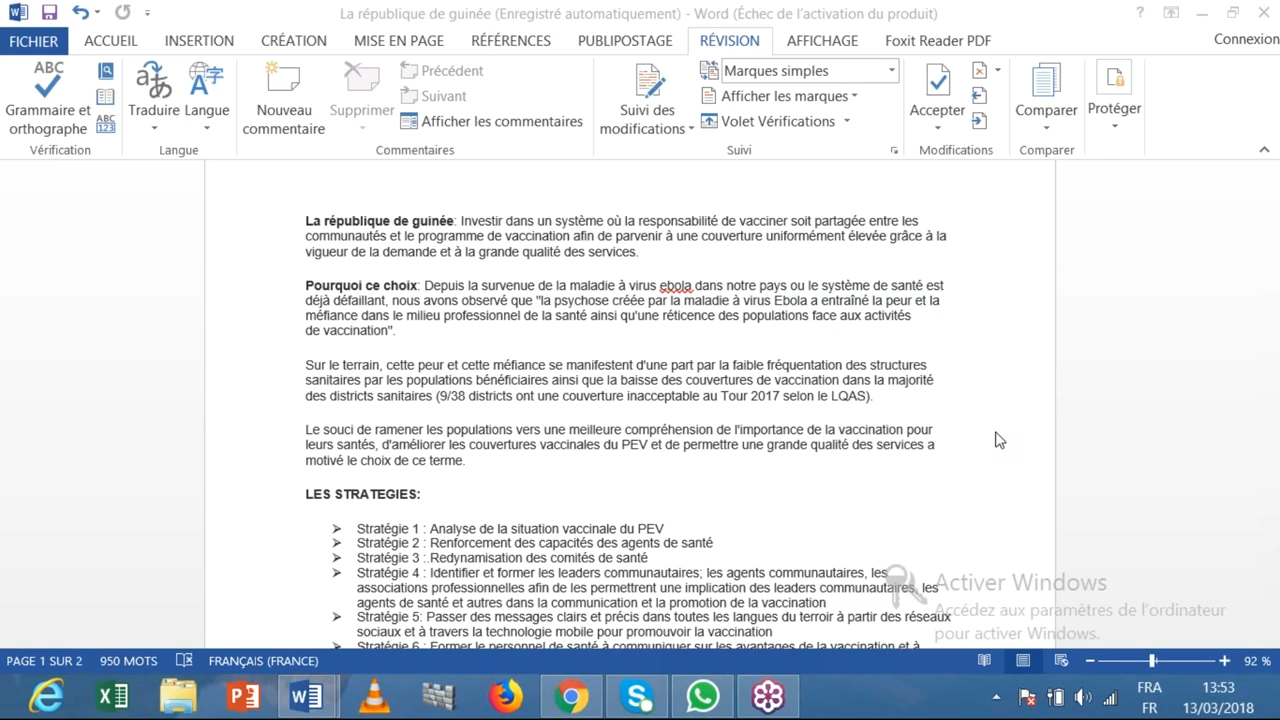 La république de guinée (Enregistré automatiquement) - Word (Échec de l'activation du produit)
FICHIER ACCUEIL INSERTION CRÉATION MISE EN PAGE RÉFÉRENCES PUBLIPOSTAGE RÉVISION AFFICHAGE Foxit Reader PDF Connexion
ABC
Grammaire et
orthographe
ABC
123
Vérification
Traduire Langue
Langue
Nouveau
commentaire
Supprimer
Précédent
Suivant
Afficher les commentaires
Commentaires
Suivi des
modifications
Marques simples
Afficher les marques
Volet Vérifications
Suivi
Accepter
Modifications
Comparer
Comparer
Protéger
La république de guinée: Investir dans un système où la responsabilité de vacciner soit partagée entre les
communautés et le programme de vaccination afin de parvenir à une couverture uniformément élevée grâce à la
vigueur de la demande et à la grande qualité des services.
Pourquoi ce choix: Depuis la survenue de la maladie à virus ebola dans notre pays ou le système de santé est
déjà défaillant, nous avons observé que "la psychose créée par la maladie à virus Ebola a entraîné la peur et la
méfiance dans le milieu professionnel de la santé ainsi qu'une réticence des populations face aux activités
de vaccination".
Sur le terrain, cette peur et cette méfiance se manifestent d'une part par la faible fréquentation des structures
sanitaires par les populations bénéficiaires ainsi que la baisse des couvertures de vaccination dans la majorité
des districts sanitaires (9/38 districts ont une couverture inacceptable au Tour 2017 selon le LQAS).
Le souci de ramener les populations vers une meilleure compréhension de l'importance de la vaccination pour
leurs santés, d'améliorer les couvertures vaccinales du PEV et de permettre une grande qualité des services a
motivé le choix de ce terme.
LES STRATEGIES:
➢ Stratégie 1 : Analyse de la situation vaccinale du PEV
➢ Stratégie 2 : Renforcement des capacités des agents de santé
➢ Stratégie 3 :.Redynamisation des comités de santé
➢ Stratégie 4 : Identifier et former les leaders communautaires; les agents communautaires, les
associations professionnelles afin de les permettrent une implication des leaders communautaires, les
agents de santé et autres dans la communication et la promotion de la vaccination
➢ Stratégie 5: Passer des messages clairs et précis dans toutes les langues du terroir à partir des réseaux
sociaux et à travers la technologie mobile pour promouvoir la vaccination
➢ Stratégie 6 : Former le personnel de santé à communiquer sur les avantages de la vaccination et à
Activer Windows
Accédez aux paramètres de l'ordinateur
pour activer Windows.
PAGE 1 SUR 2 950 MOTS FRANÇAIS (FRANCE) 92 %
FRA 13:53
FR 13/03/2018